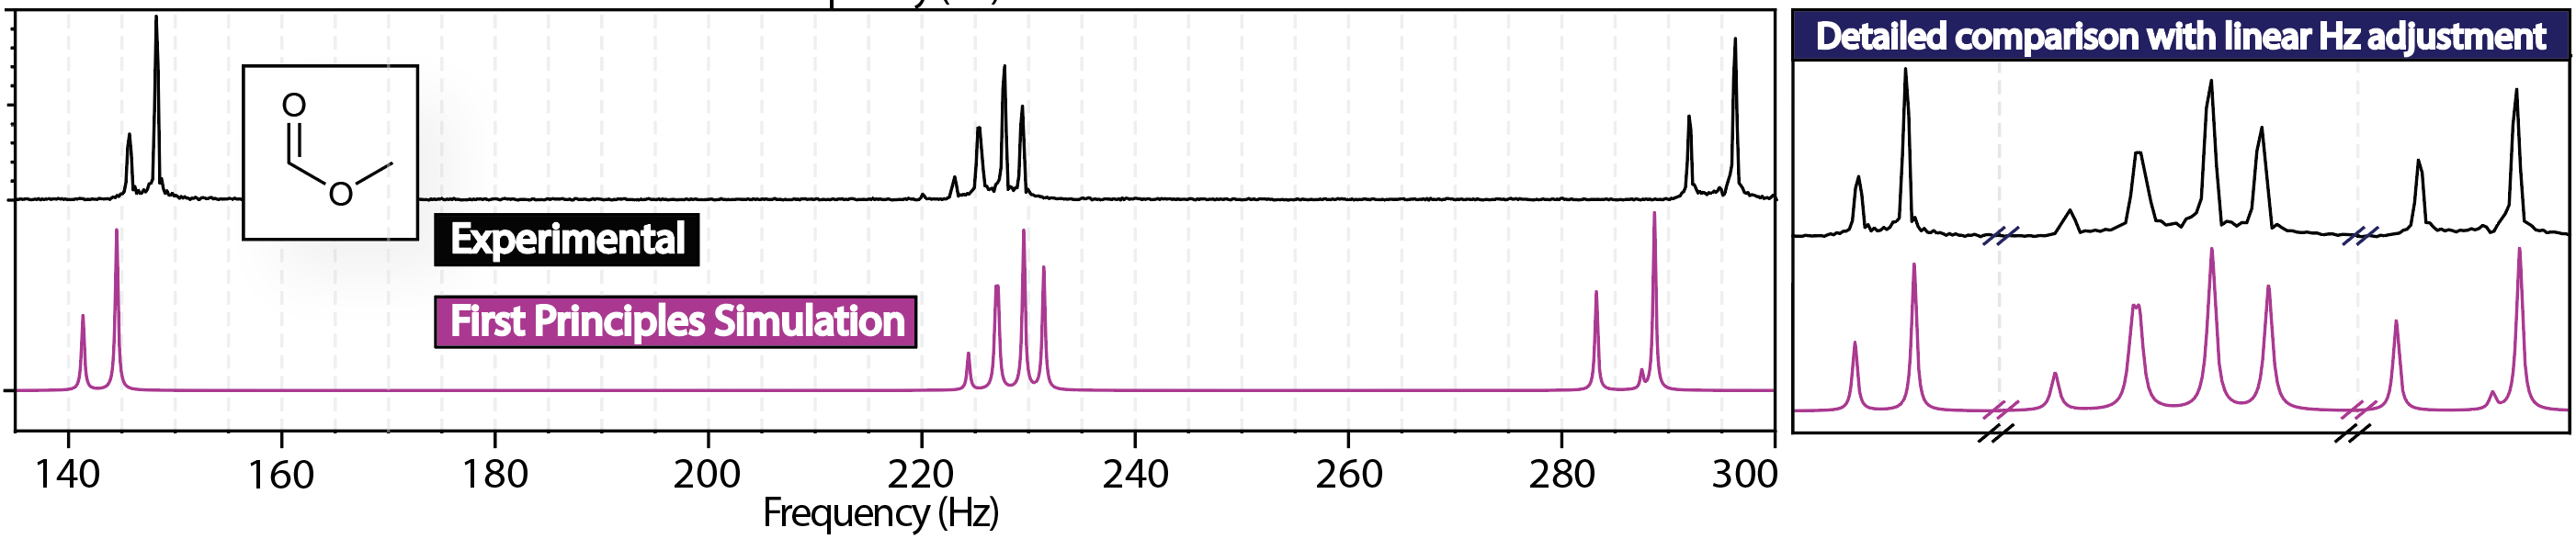 Detailed comparison with linear Hz adjustment
O
O
Experimental
First Principles Simulation
140 160 180 200 220 240 260 280 300
Frequency (Hz)